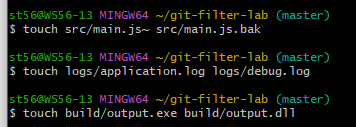 st56@WS56-13 MINGW64 ~/git-filter-lab (master)
$ touch src/main.js~ src/main.js.bak
st56@WS56-13 MINGW64 ~/git-filter-lab (master)
$ touch logs/application.log logs/debug.log
st56@WS56-13 MINGW64 ~/git-filter-lab (master)
$ touch build/output.exe build/output.dll